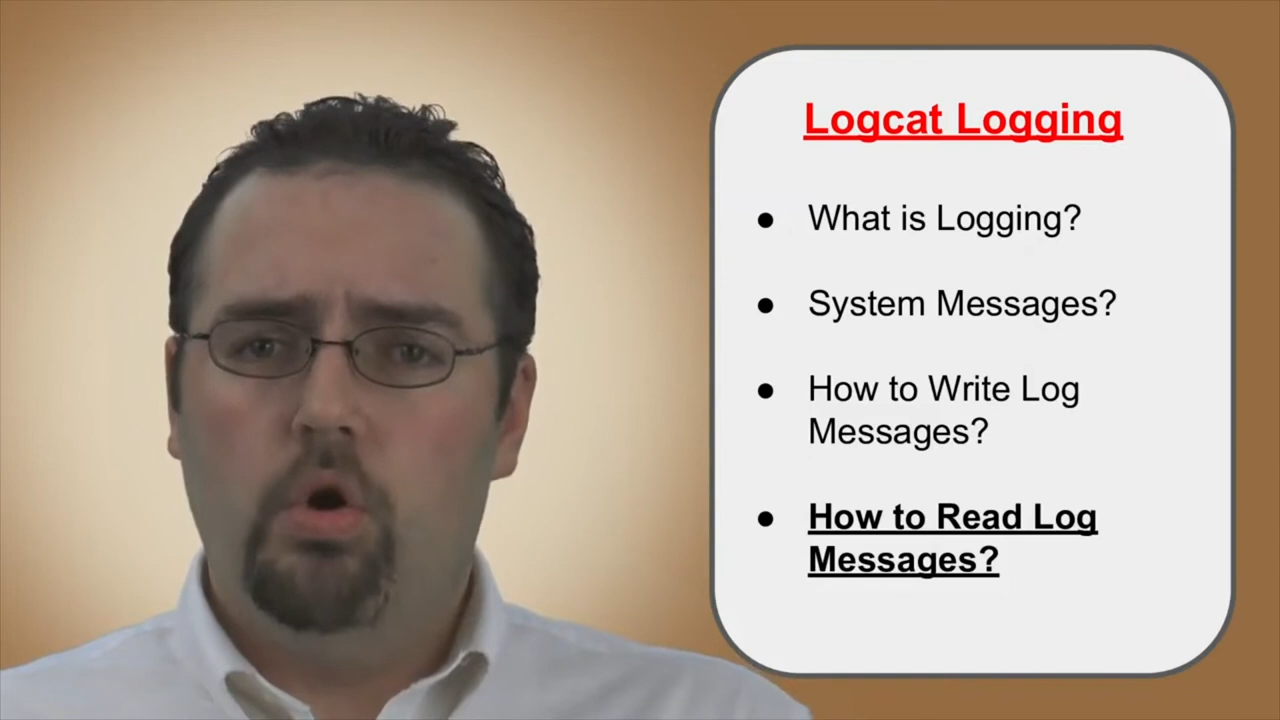 Logcat Logging
● What is Logging?
● System Messages?
● How to Write Log
Messages?
● How to Read Log
Messages?